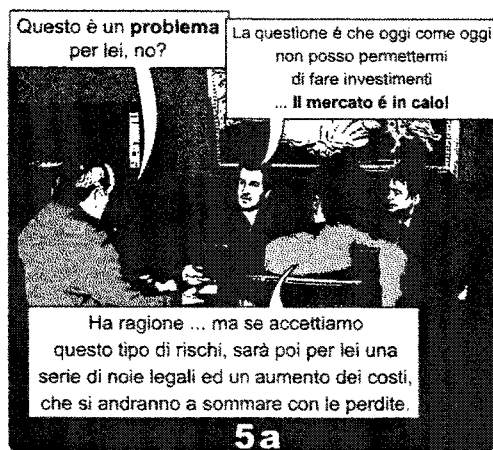 Questo è un problema
per lei, no?
La questione é che oggi come oggi
non posso permettermi
di fare investimenti
... Il mercato é in calo!
Ha ragione ... ma se accettiamo
questo tipo di rischi, sarà poi per lei una
serie di noie legali ed un aumento dei costi,
che si andranno a sommare con le perdite.
5a